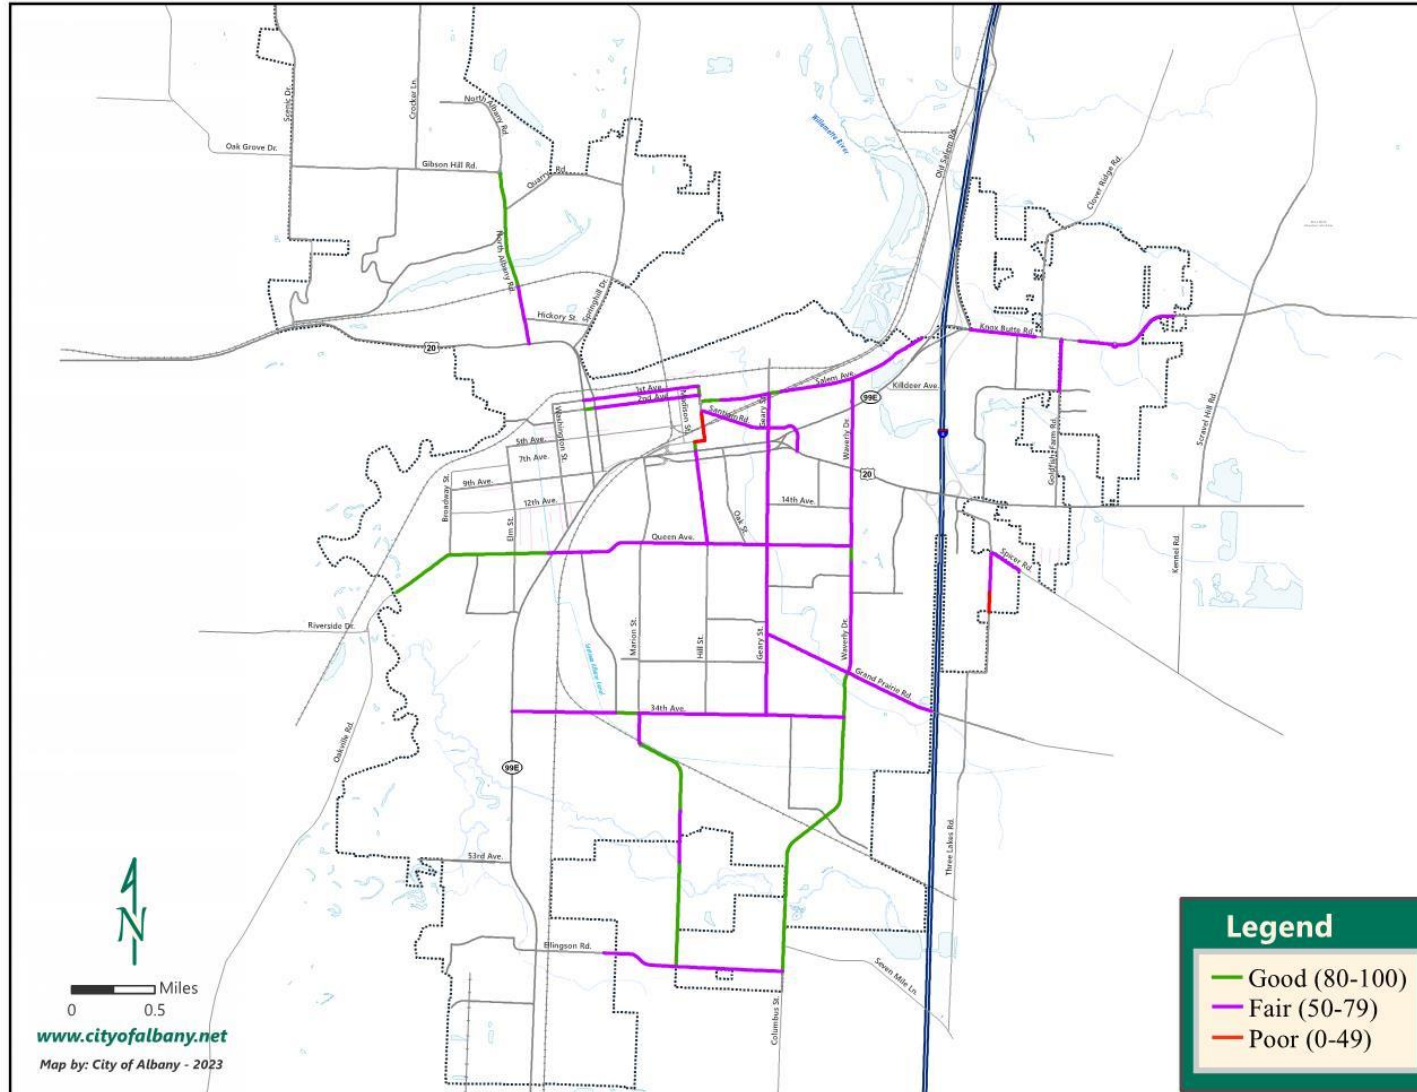 North Albany Rd.
Scenic Dr.
Crocker Ln.
Oak Grove Dr.
Gibson Hill Rd.
Quarry Rd.
Willamette River
Old Salem Rd.
Clover Ridge Rd.
North Albany Rd.
Springhill Dr.
Hickory St.
20
Knox Butte Rd.
1st Ave.
2nd Ave.
Madison St.
Salem Ave.
Killdeer Ave.
99E
Santiam Rd.
Geary St.
Waverly Dr.
Washington St.
5th Ave.
7th Ave.
9th Ave.
12th Ave.
Broadway St.
Elm St.
20
14th Ave.
Oak St.
Goldfish Farm Rd.
Scravel Hill Rd.
Queen Ave.
Spicer Rd.
Kennel Rd.
Riverside Dr.
Marion St.
Hill St.
Geary St.
Waverly Dr.
Grand Prairie Rd.
34th Ave.
Oakville Rd.
99E
53rd Ave.
Three Lakes Rd.
Ellingson Rd.
Seven Mile Ln.
Columbus St.
N
Miles
0 0.5
www.cityofalbany.net
Map by: City of Albany - 2023
Legend
Good (80-100)
Fair (50-79)
Poor (0-49)